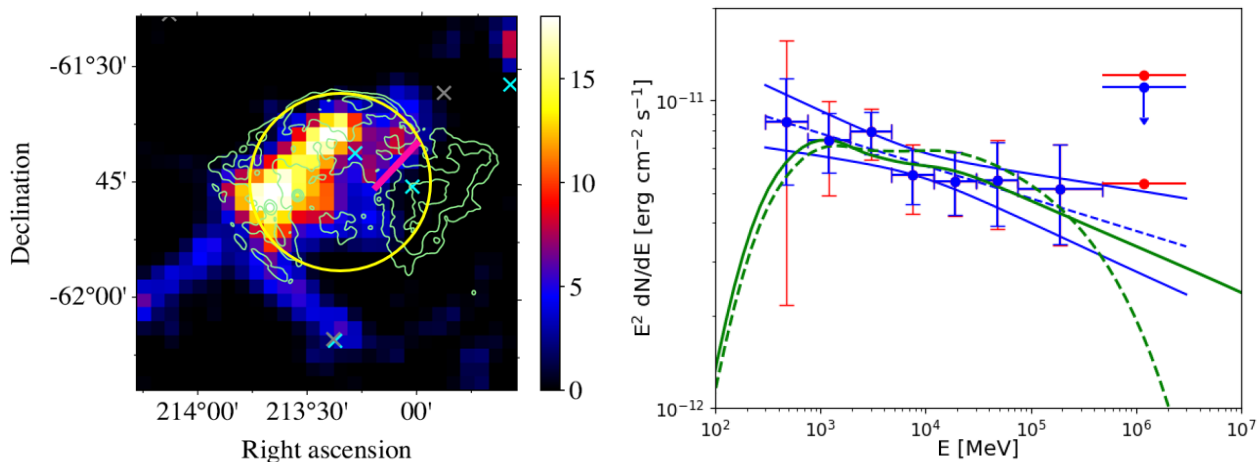 -61°30'
-61°45'
-62°00'
Declination
214°00' 213°30' 00'
Right ascension
15
10
5
0
E² dN/dE [erg cm⁻² s⁻¹]
10⁻¹¹
10⁻¹²
10² 10³ 10⁴ 10⁵ 10⁶ 10⁷
E [MeV]